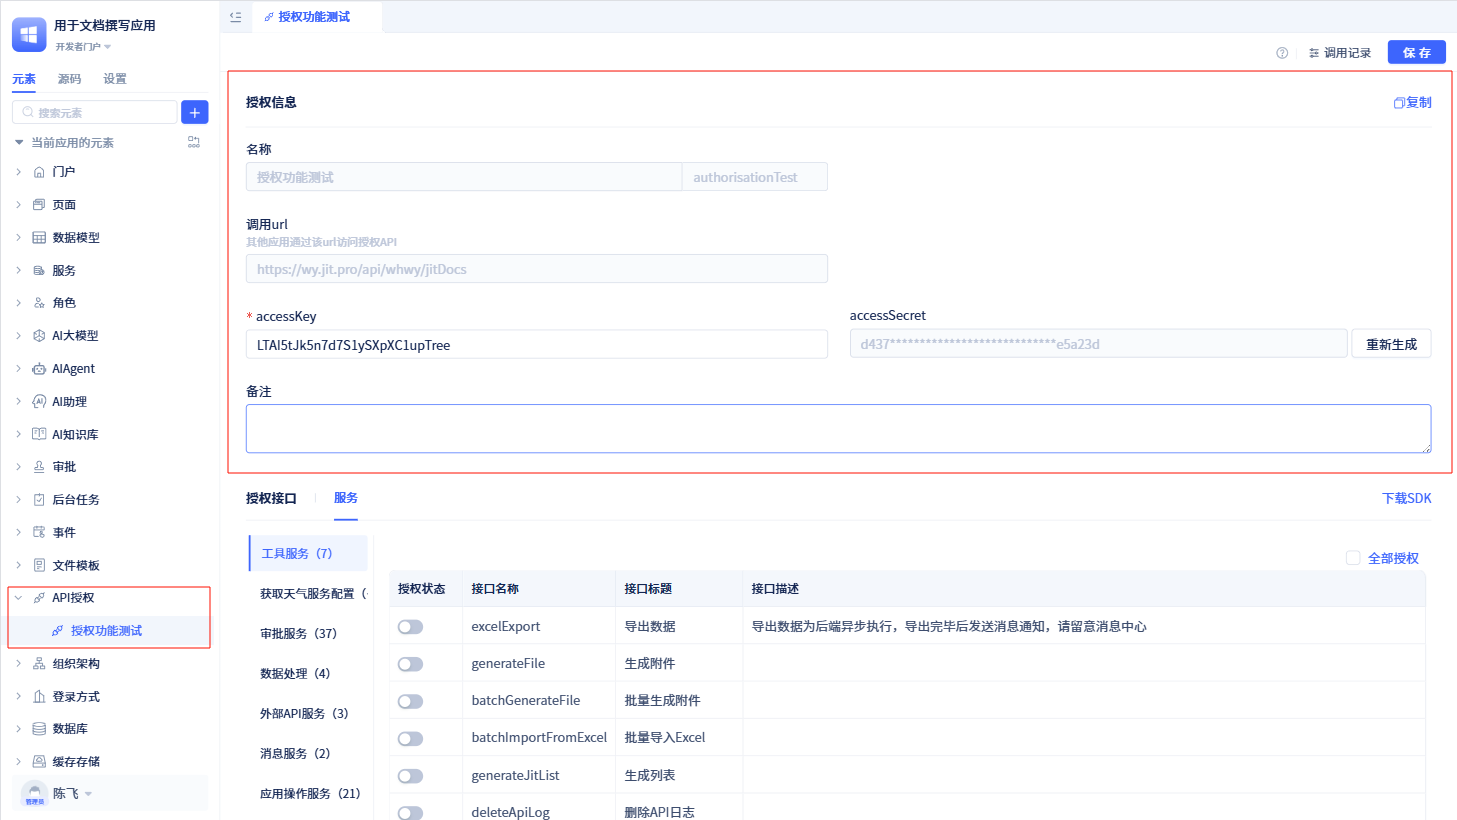 用于文档撰写应用
开发者门户
元素
源码
设置
搜索元素
当前应用的元素
门户
页面
数据模型
服务
角色
AI大模型
AIAgent
AI助理
AI知识库
审批
后台任务
事件
文件模板
API授权
授权功能测试
组织架构
登录方式
数据库
缓存存储
管理员
陈飞
授权功能测试
调用记录
保存
授权信息
复制
名称
授权功能测试
authorisationTest
调用url
其他应用通过该url访问授权API
https://wy.jit.pro/api/whwy/jitDocs
* accessKey
LTAI5tJk5n7d7S1ySXpXC1upTree
accessSecret
d437****************************e5a23d
重新生成
备注
授权接口
服务
下载SDK
工具服务（7）
获取天气服务配置（
审批服务（37）
数据处理（4）
外部API服务（3）
消息服务（2）
应用操作服务（21）
全部授权
授权状态 接口名称 接口标题 接口描述
excelExport 导出数据 导出数据为后端异步执行，导出完毕后发送消息通知，请留意消息中心
generateFile 生成附件
batchGenerateFile 批量生成附件
batchImportFromExcel 批量导入Excel
generateJitList 生成列表
deleteApiLog 删除API日志